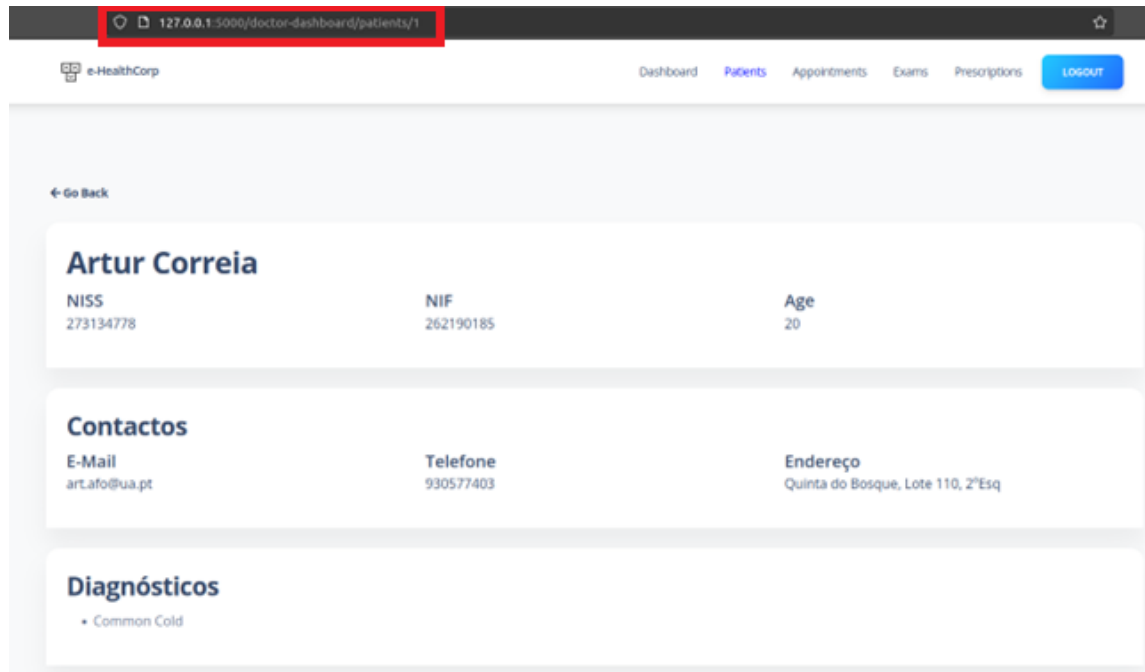 127.0.0.1:5000/doctor-dashboard/patients/1
e-HealthCorp Dashboard Patients Appointments Exams Prescriptions LOGOUT
Go Back
Artur Correia
NISS NIF Age
273134778 262190185 20
Contactos
E-Mail Telefone Endereço
art.afo@ua.pt 930577403 Quinta do Bosque, Lote 110, 2ºEsq
Diagnósticos
• Common Cold